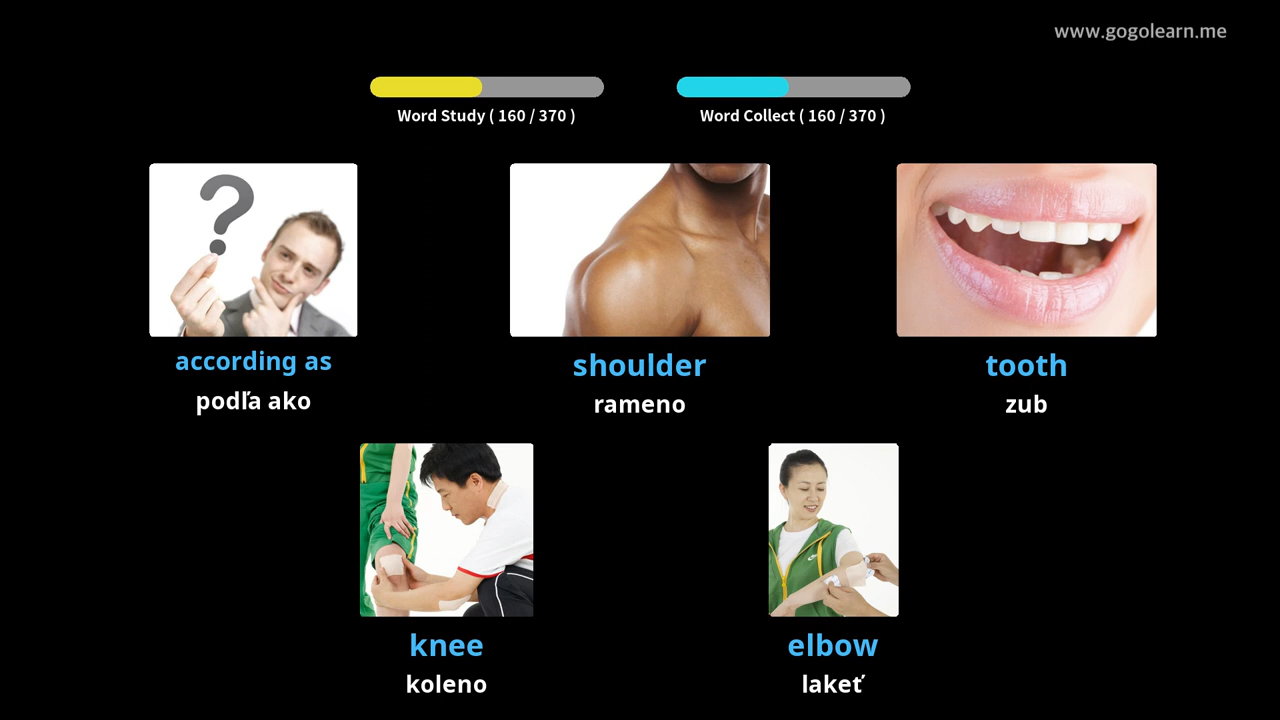 www.gogolearn.me
Word Study ( 160 / 370 )
Word Collect ( 160 / 370 )
according as
podľa ako
shoulder
rameno
tooth
zub
knee
koleno
elbow
lakeť